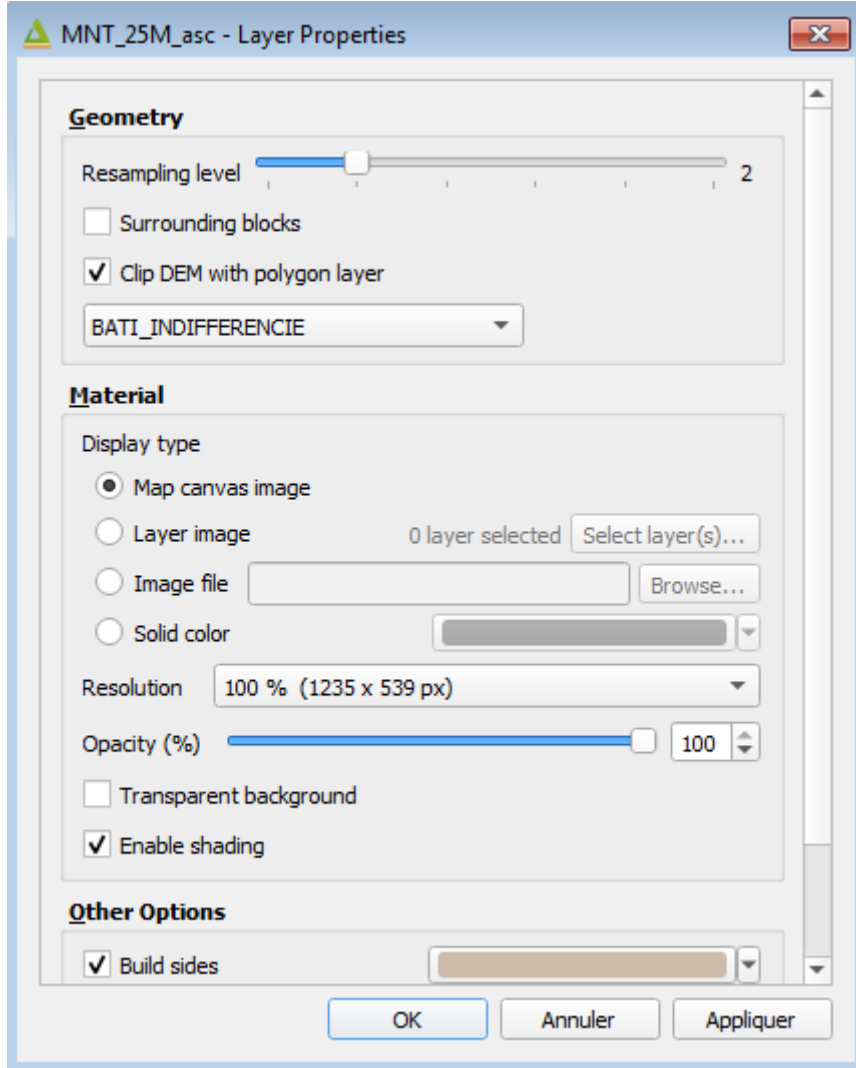 MNT_25M_asc - Layer Properties
Geometry
Resampling level 2
Surrounding blocks
Clip DEM with polygon layer
BATI_INDIFFERENCIE
Material
Display type
Map canvas image
Layer image 0 layer selected Select layer(s)...
Image file Browse...
Solid color
Resolution 100 % (1235 x 539 px)
Opacity (%) 100
Transparent background
Enable shading
Other Options
Build sides
OK Annuler Appliquer